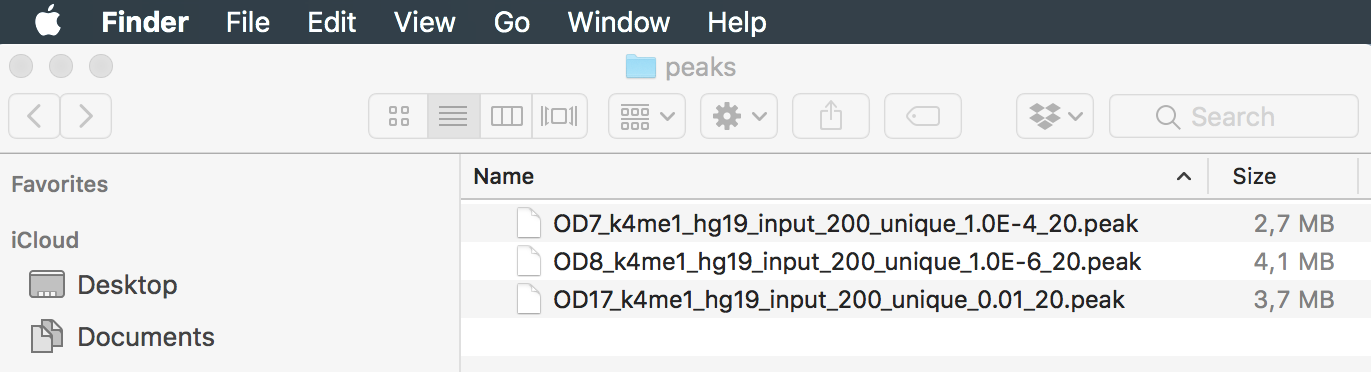 Finder File Edit View Go Window Help
peaks
Search
Favorites
Name Size
OD7_k4me1_hg19_input_200_unique_1.0E-4_20.peak 2,7 MB
iCloud
OD8_k4me1_hg19_input_200_unique_1.0E-6_20.peak 4,1 MB
Desktop
OD17_k4me1_hg19_input_200_unique_0.01_20.peak 3,7 MB
Documents